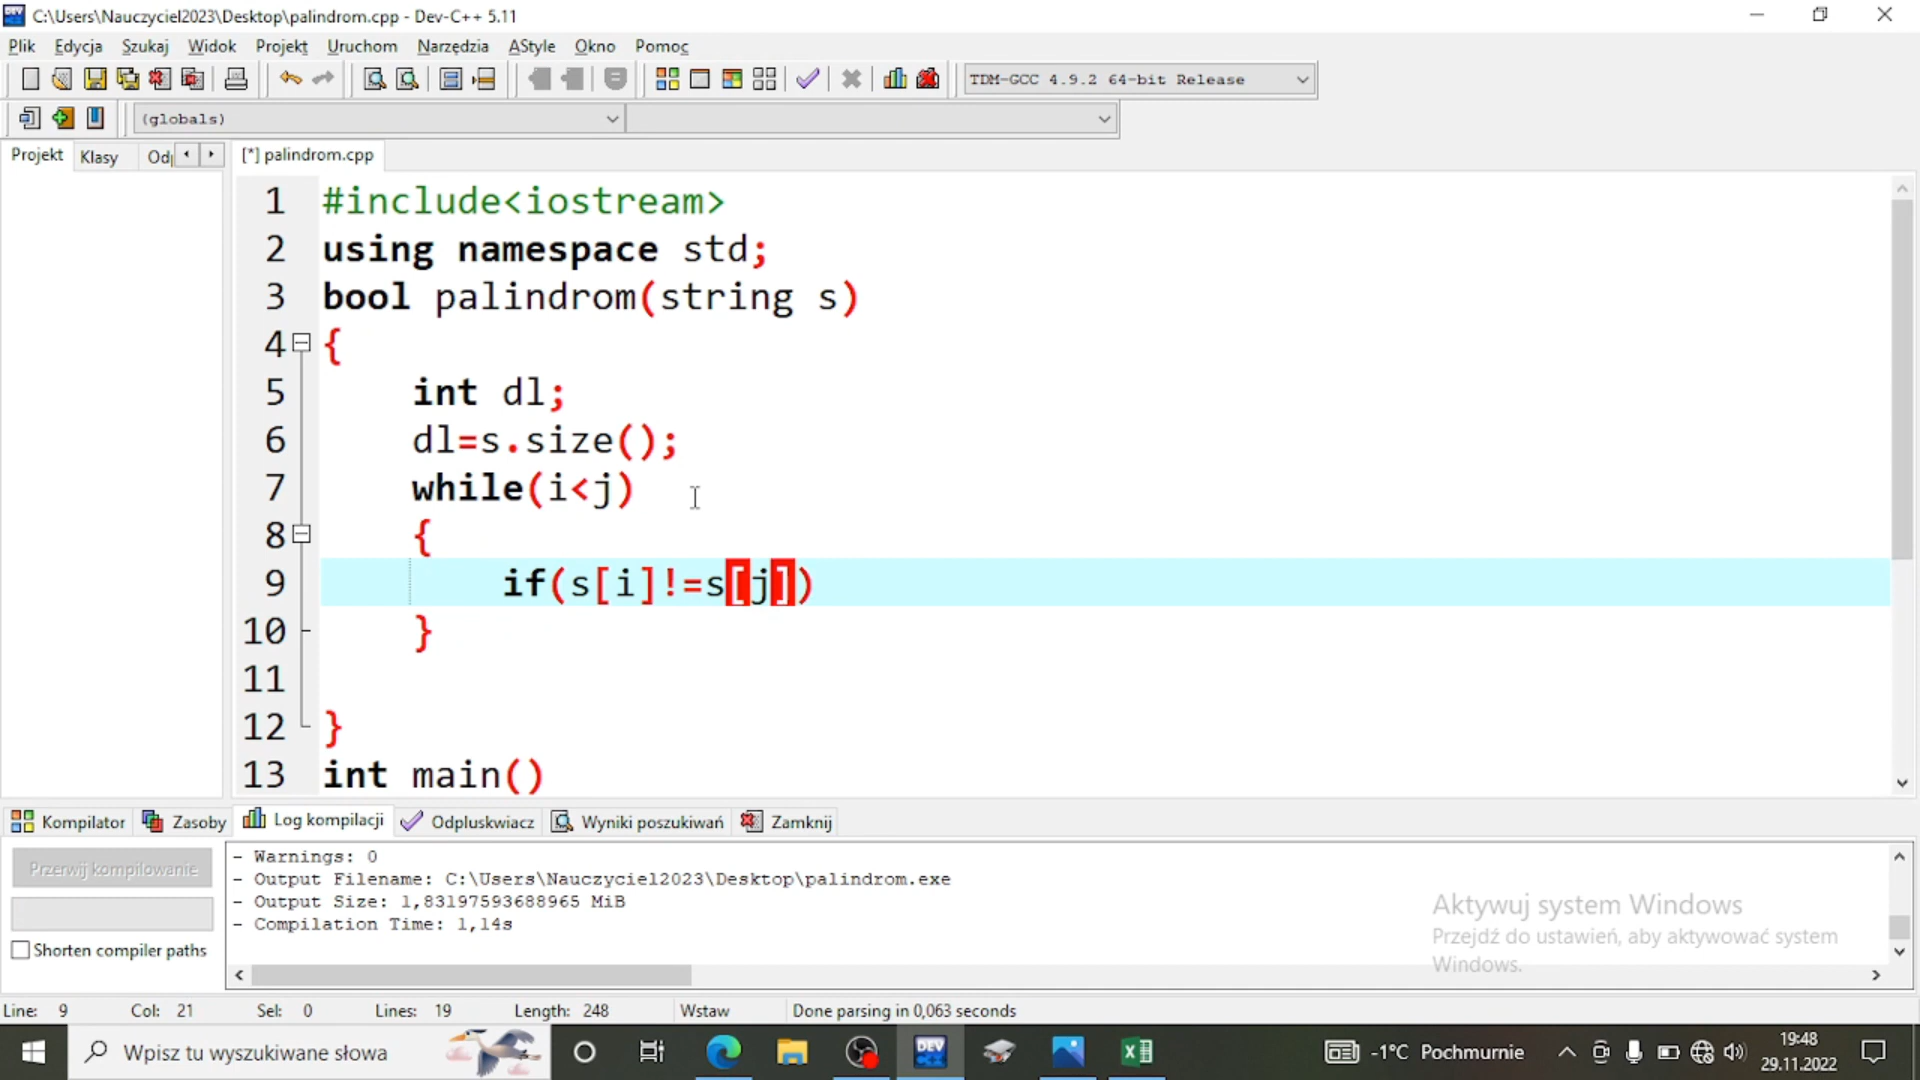 C:\Users\Nauczyciel2023\Desktop\palindrom.cpp - Dev-C++ 5.11
Plik Edycja Szukaj Widok Projekt Uruchom Narzędzia AStyle Okno Pomoc
TDM-GCC 4.9.2 64-bit Release
(globals)
Projekt Klasy Odp [*] palindrom.cpp
1 #include<iostream>
2 using namespace std;
3 bool palindrom(string s)
4 {
5 int dl;
6 dl=s.size();
7 while(i<j)
8 {
9 if(s[i]!=s[j])
10 }
11
12 }
13 int main()
Kompilator Zasoby Log kompilacji Odpluskwiacz Wyniki poszukiwań Zamknij
Przerwij kompilowanie
Shorten compiler paths
- Warnings: 0
- Output Filename: C:\Users\Nauczyciel2023\Desktop\palindrom.exe
- Output Size: 1,83197593688965 MiB
- Compilation Time: 1,14s
Aktywuj system Windows
Przejdź do ustawień, aby aktywować system
Windows.
Line: 9 Col: 21 Sel: 0 Lines: 19 Length: 248 Wstaw Done parsing in 0,063 seconds
Wpisz tu wyszukiwane słowa
DEV
-1°C Pochmurnie
19:48
29.11.2022